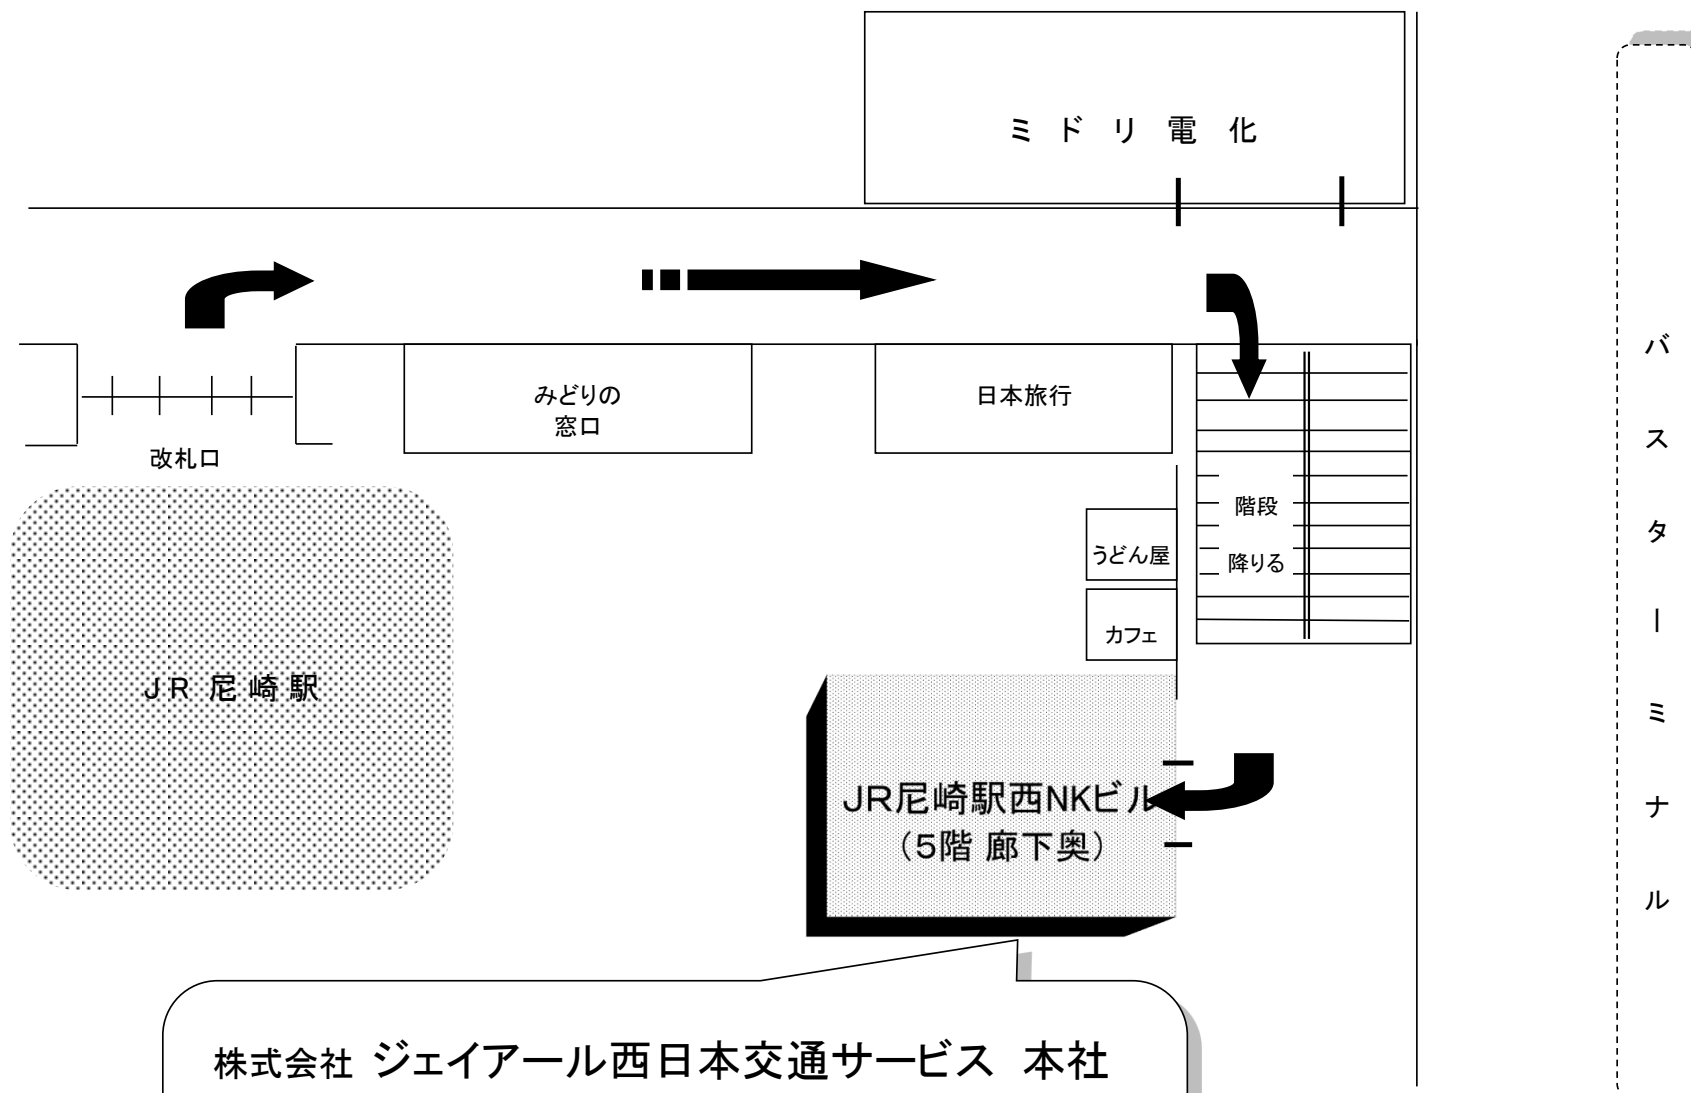 ミドリ電化
みどりの
窓口
日本旅行
改札口
階段
降りる
うどん屋
カフェ
JR 尼崎駅
JR尼崎駅西NKビル
（5階 廊下奥）
バスターミナル
株式会社 ジェイアール西日本交通サービス 本社